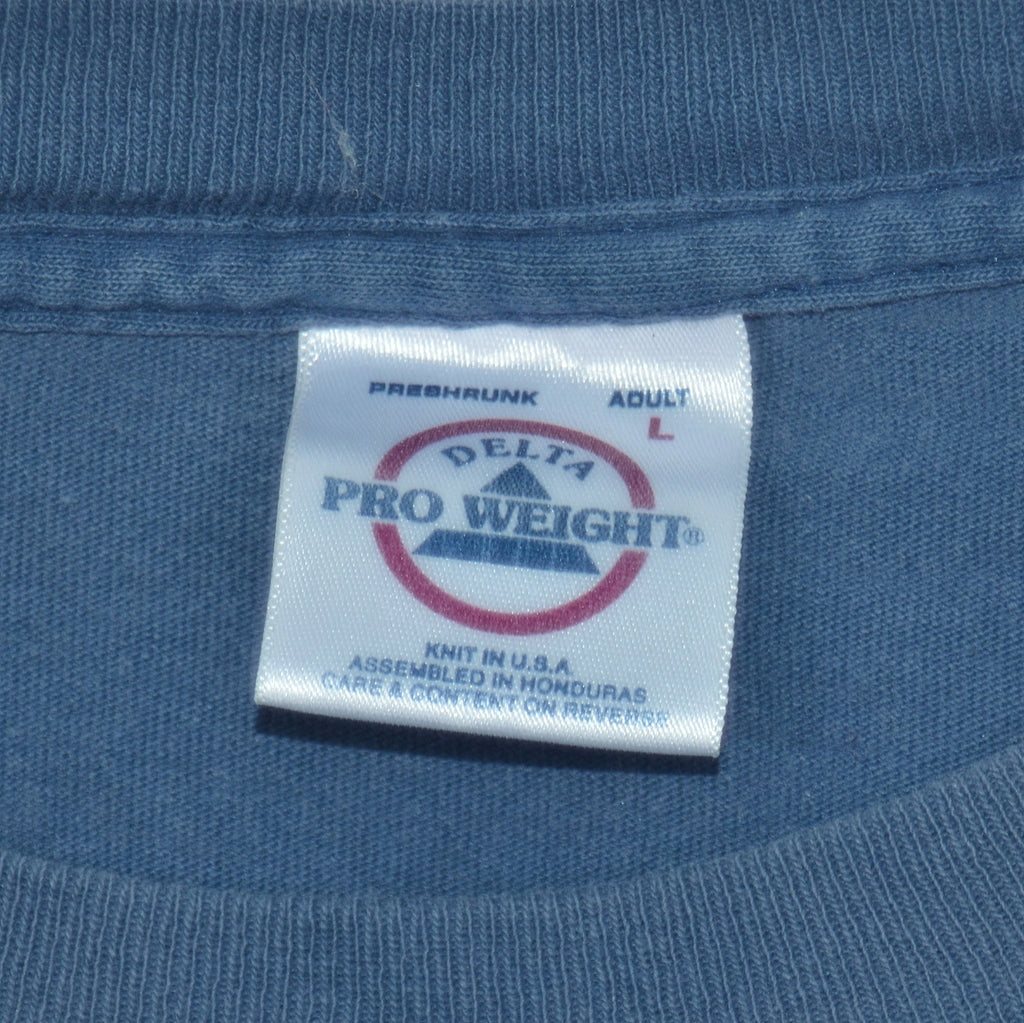 PRESHRUNK ADULT
L
DELTA
PRO WEIGHT®
KNIT IN U.S.A.
ASSEMBLED IN HONDURAS
CARE & CONTENT ON REVERSE